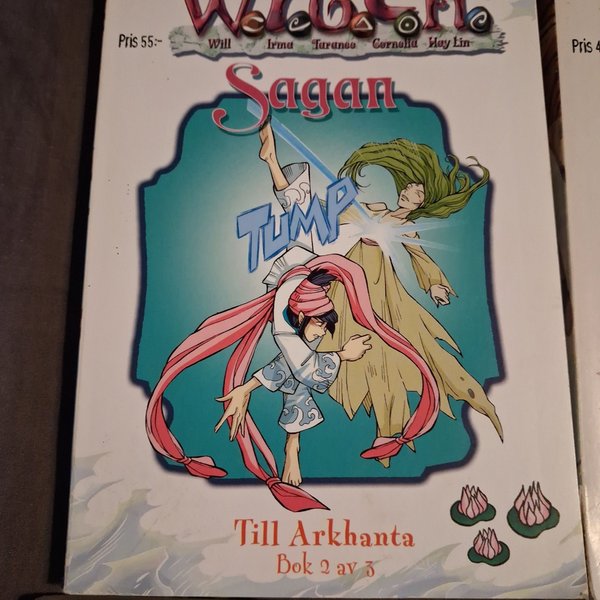 W.I.T.C.H.
Pris 55:-
Will Irma Taranee Cornelia Hay Lin
Sagan
TUMP
Till Arkhanta
Bok 2 av 3
Pris 4